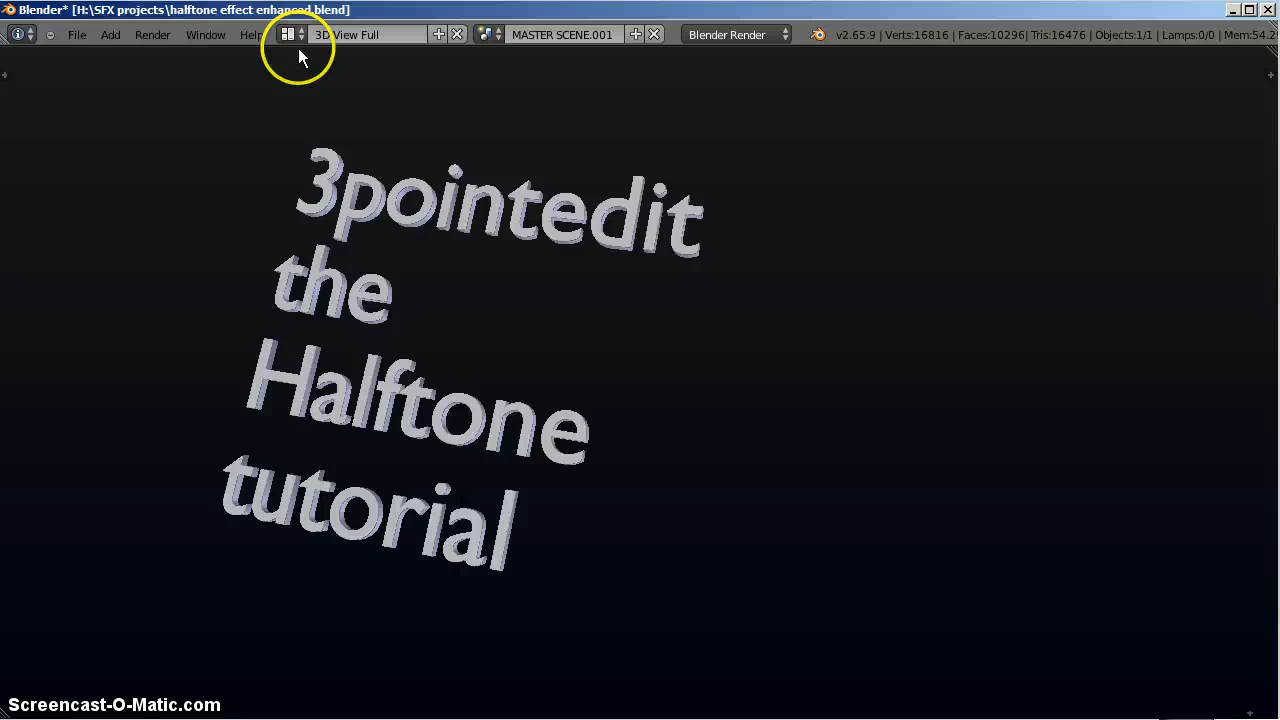 Blender* [H:\SFX projects\halftone effect enhanced.blend]
File Add Render Window Help 3D View Full MASTER SCENE.001 Blender Render v2.65.9 | Verts:16816 | Faces:10296| Tris:16476 | Objects:1/1 | Lamps:0/0 | Mem:54.2
3pointedit
the
Halftone
tutorial
Screencast-O-Matic.com